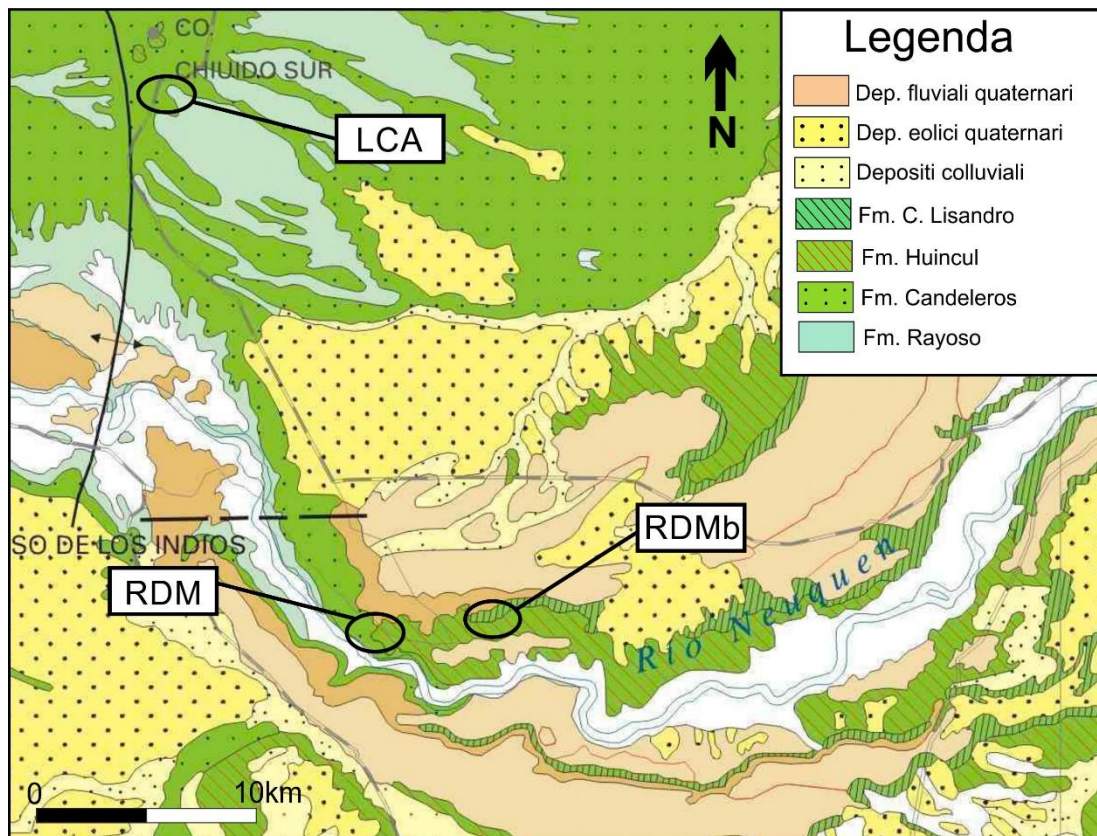 CO.
CHIUIDO SUR
LCA
N
Legenda
Dep. fluviali quaternari
Dep. eolici quaternari
Depositi colluviali
Fm. C. Lisandro
Fm. Huincul
Fm. Candeleros
Fm. Rayoso
SO DE LOS INDIOS
RDMb
RDM
Río Neuquen
0 10km